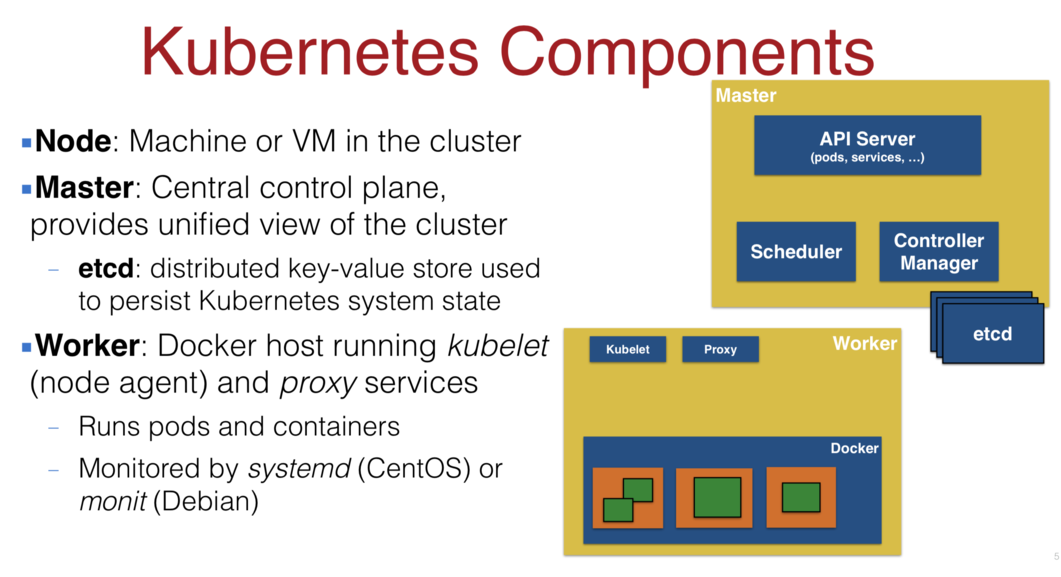 Kubernetes Components
Node: Machine or VM in the cluster
Master: Central control plane,
provides unified view of the cluster
– etcd: distributed key-value store used
to persist Kubernetes system state
Worker: Docker host running kubelet
(node agent) and proxy services
– Runs pods and containers
– Monitored by systemd (CentOS) or
monit (Debian)
Master
API Server
(pods, services, ...)
Scheduler
Controller
Manager
etcd
Worker
Kubelet
Proxy
Docker
5